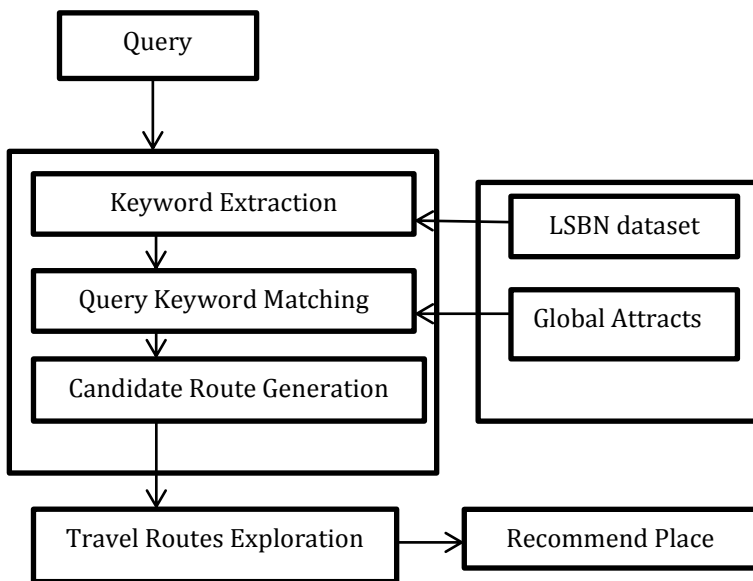 Query
Keyword Extraction
LSBN dataset
Query Keyword Matching
Global Attracts
Candidate Route Generation
Travel Routes Exploration
Recommend Place